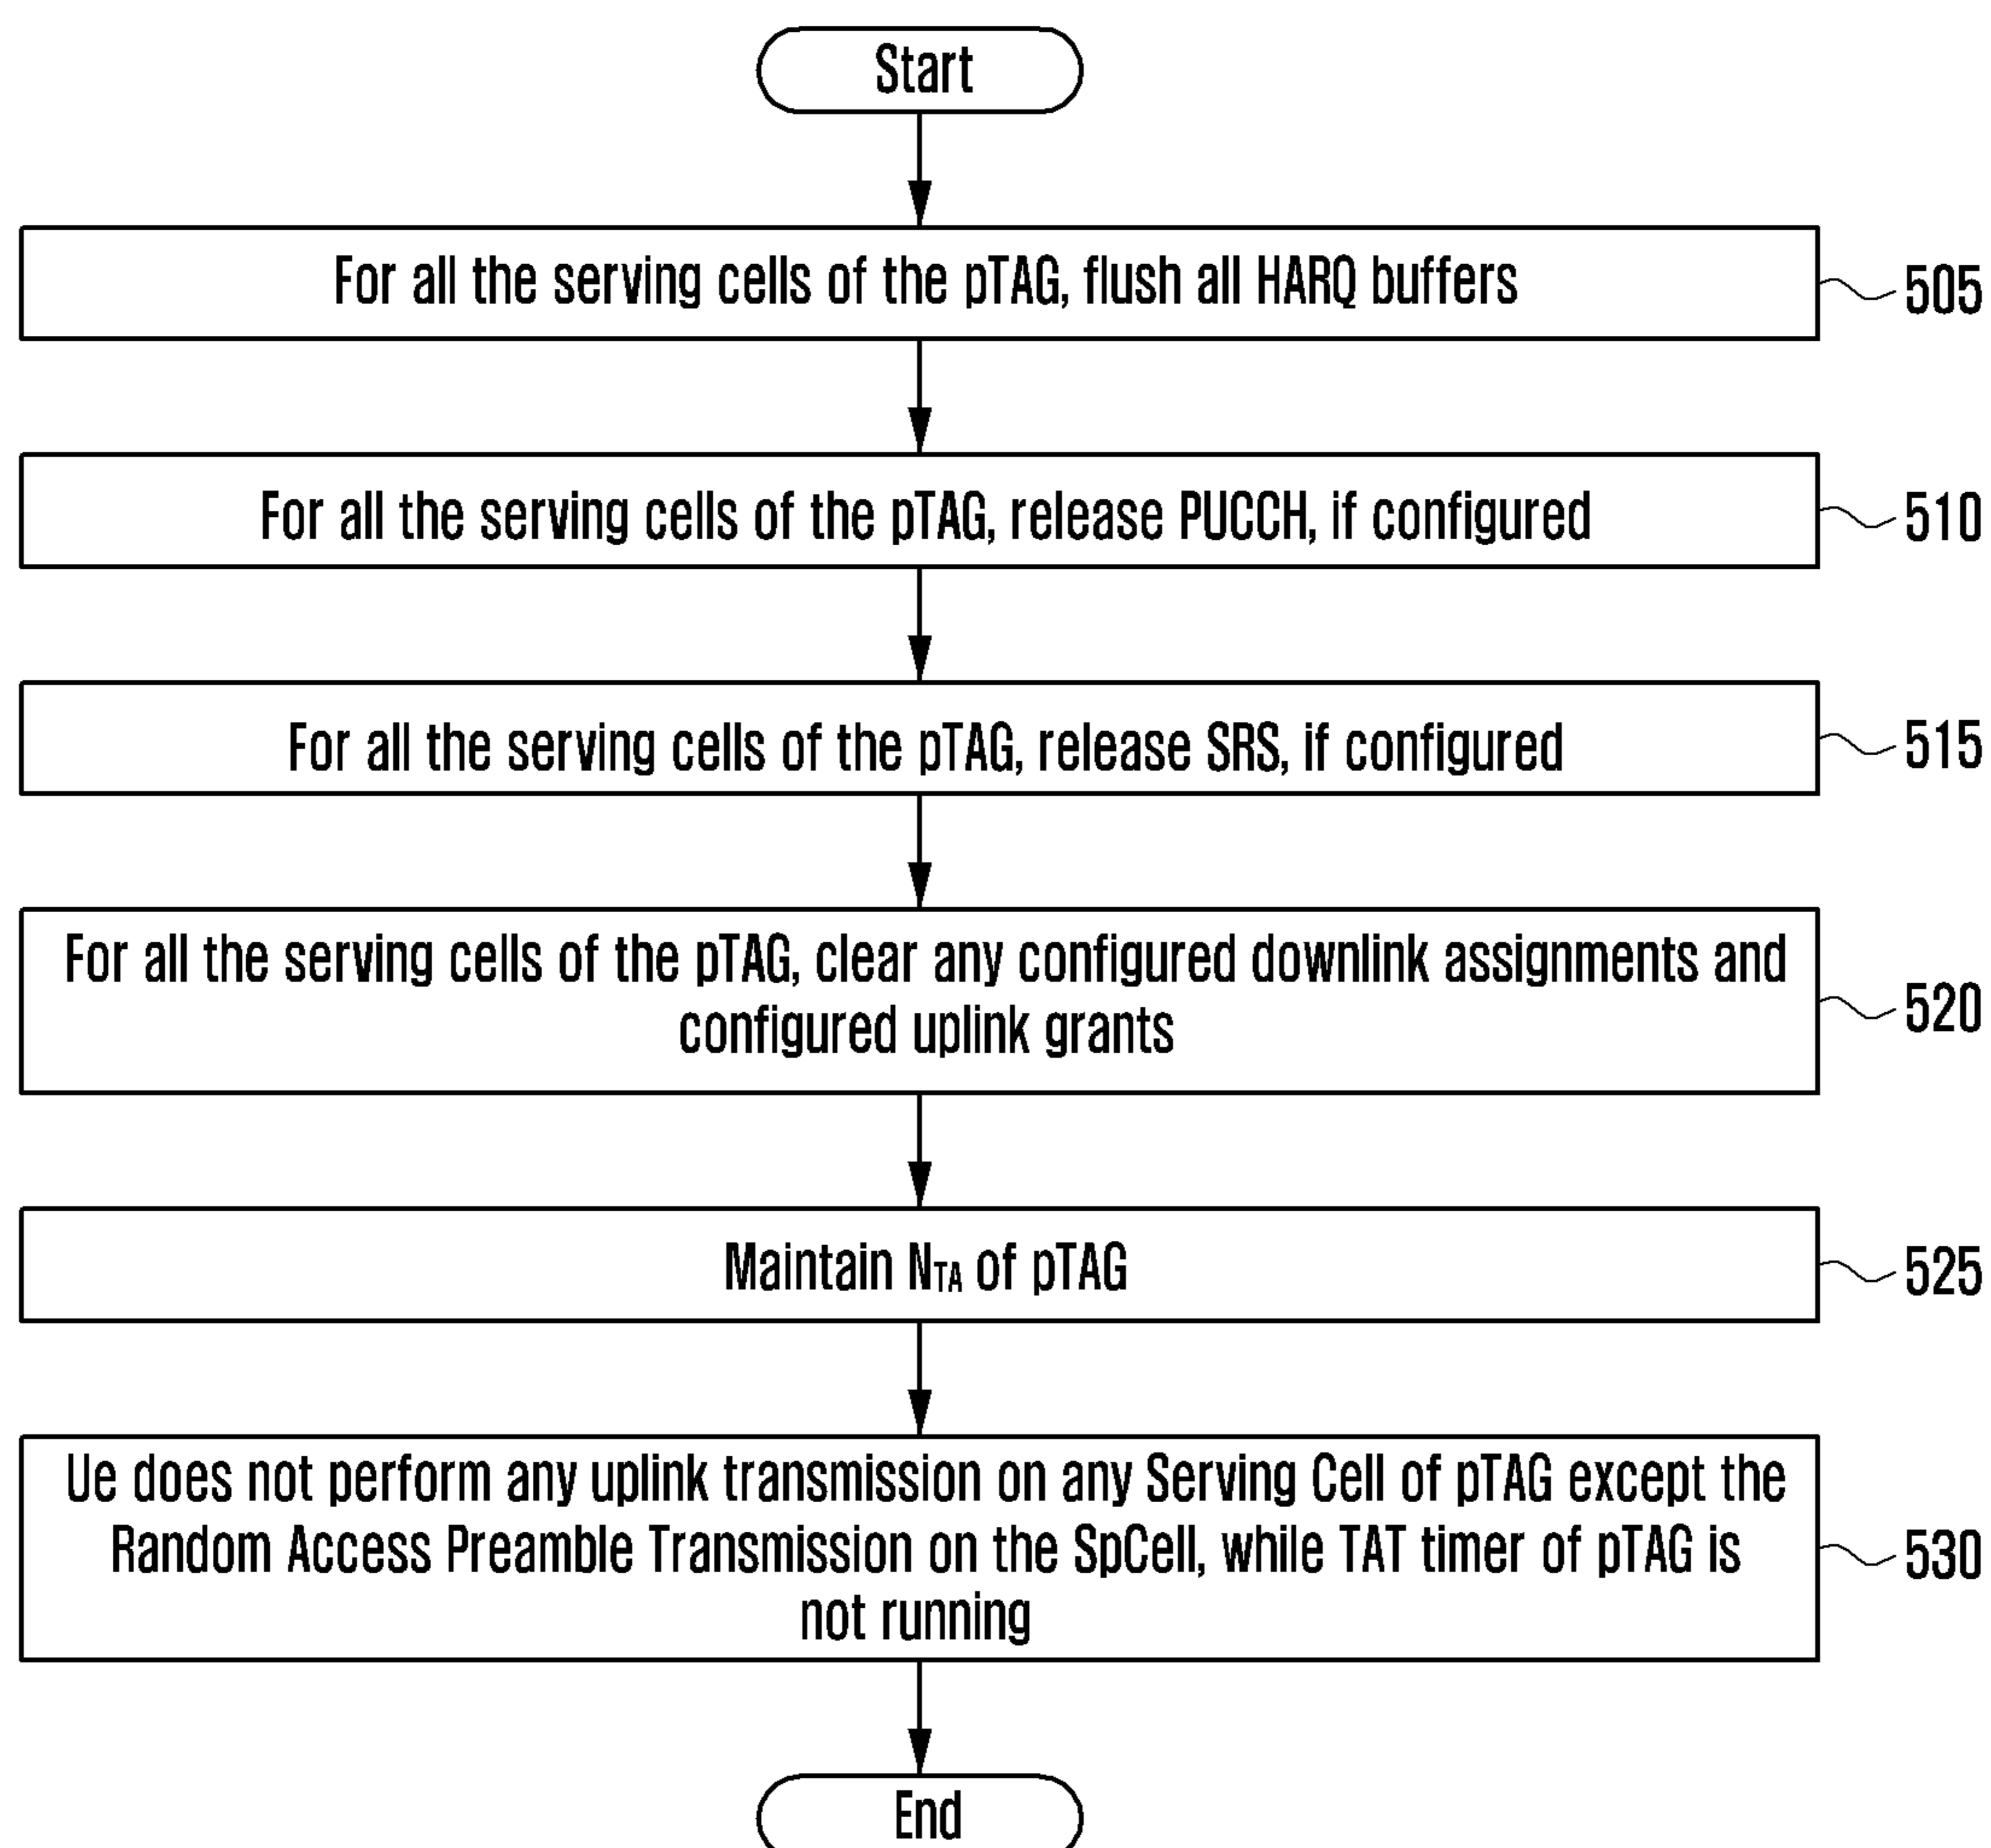 Start
For all the serving cells of the pTAG, flush all HARQ buffers
505
For all the serving cells of the pTAG, release PUCCH, if configured
510
For all the serving cells of the pTAG, release SRS, if configured
515
For all the serving cells of the pTAG, clear any configured downlink assignments and
configured uplink grants
520
Maintain NTA of pTAG
525
Ue does not perform any uplink transmission on any Serving Cell of pTAG except the
Random Access Preamble Transmission on the SpCell, while TAT timer of pTAG is
not running
530
End